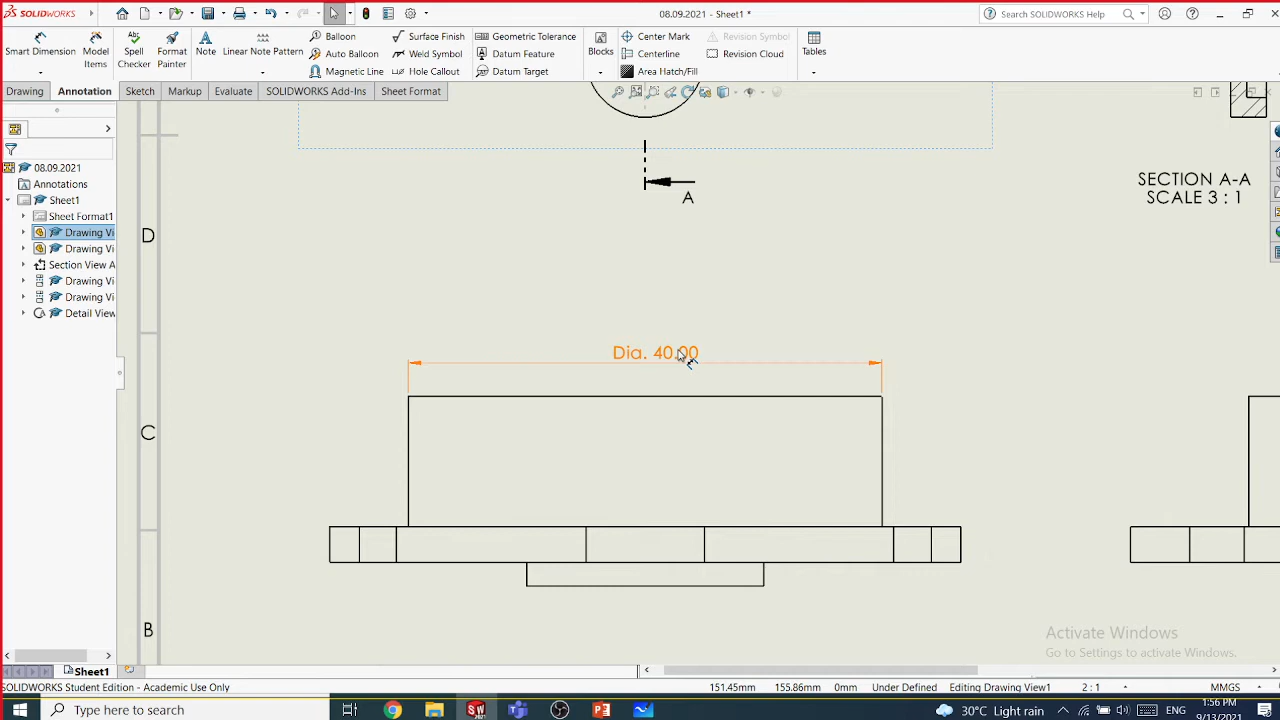 SOLIDWORKS
08.09.2021 - Sheet1 *
Search SOLIDWORKS Help
Smart Dimension
Model Items
Spell Checker
Format Painter
Note
Linear Note Pattern
Balloon
Auto Balloon
Magnetic Line
Surface Finish
Weld Symbol
Hole Callout
Geometric Tolerance
Datum Feature
Datum Target
Blocks
Center Mark
Centerline
Area Hatch/Fill
Revision Symbol
Revision Cloud
Tables
Drawing
Annotation
Sketch
Markup
Evaluate
SOLIDWORKS Add-Ins
Sheet Format
08.09.2021
Annotations
Sheet1
Sheet Format1
Drawing Vi
Drawing Vi
Section View A
Drawing Vi
Drawing Vi
Detail View
D
C
B
A
SECTION A-A
SCALE 3 : 1
Dia. 40.00
Activate Windows
Go to Settings to activate Windows.
Sheet1
SOLIDWORKS Student Edition - Academic Use Only
151.45mm
155.86mm
0mm
Under Defined
Editing Drawing View1
2 : 1
MMGS
Type here to search
30°C Light rain
ENG
1:56 PM
9/13/2021